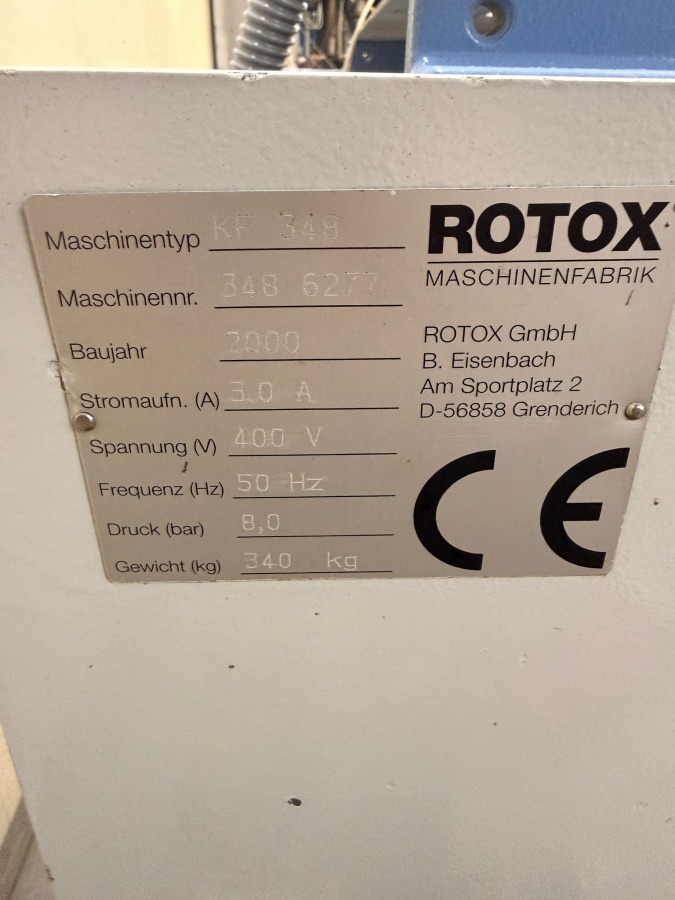 Maschinentyp KF 348
Maschinennr. 348 6277
Baujahr 2000
Stromaufn. (A) 3.0 A
Spannung (V) 400 V
Frequenz (Hz) 50 Hz
Druck (bar) 8,0
Gewicht (kg) 340 kg
ROTOX
MASCHINENFABRIK
ROTOX GmbH
B. Eisenbach
Am Sportplatz 2
D-56858 Grenderich
CE